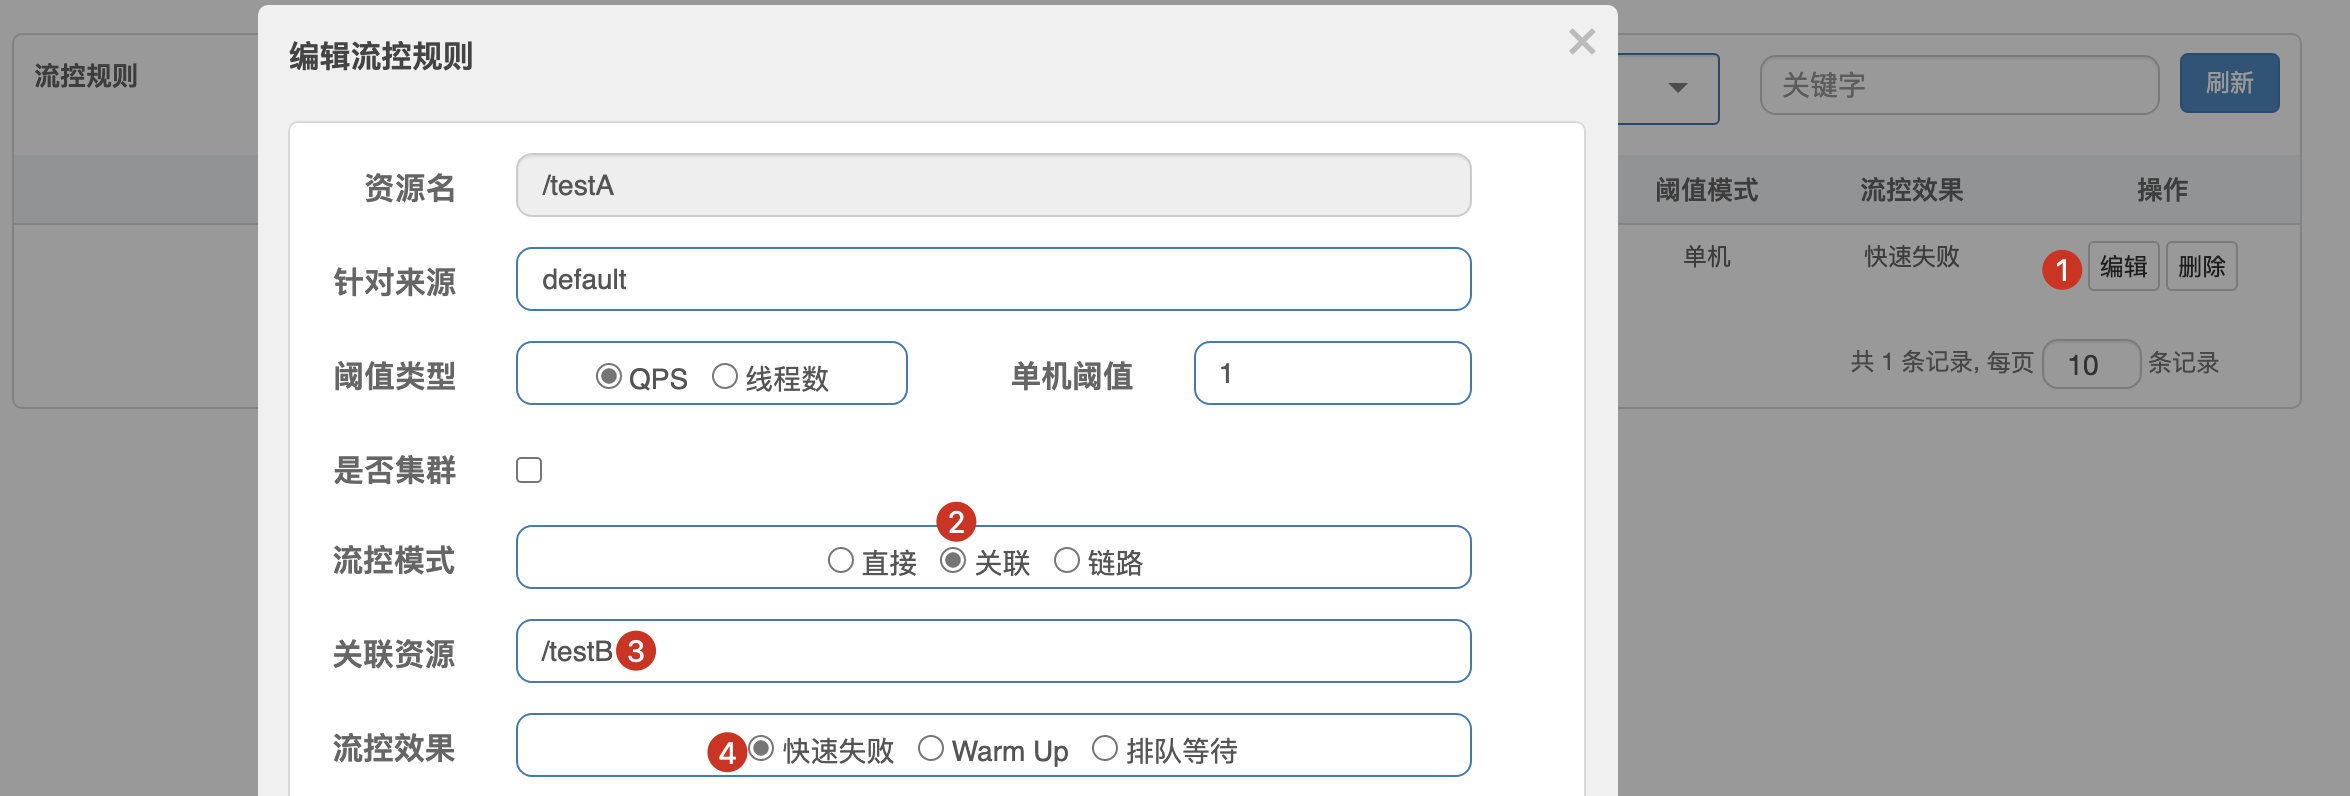 编辑流控规则
×
流控规则
关键字
刷新
资源名 /testA
阈值模式 流控效果 操作
针对来源 default
单机 快速失败 1 编辑 删除
阈值类型 QPS 线程数 单机阈值 1
共 1 条记录, 每页 10 条记录
是否集群
2
流控模式 直接 关联 链路
关联资源 /testB 3
流控效果 4 快速失败 Warm Up 排队等待